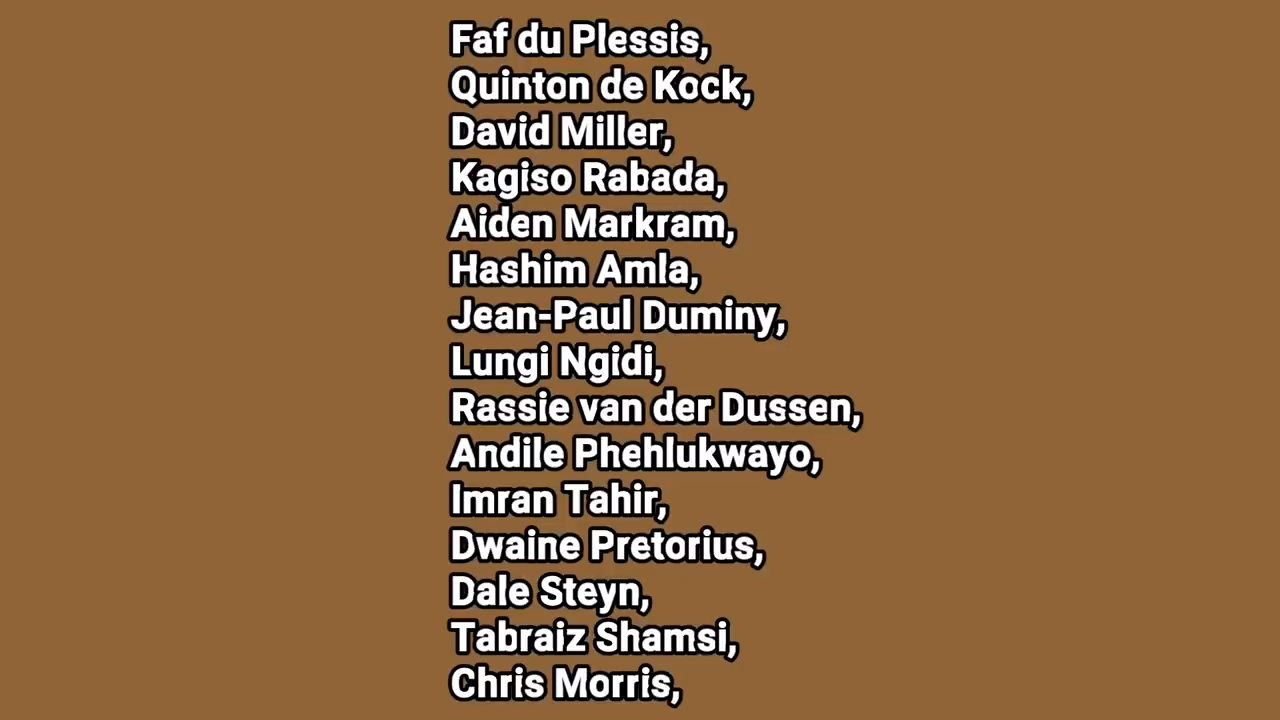 Faf du Plessis,
Quinton de Kock,
David Miller,
Kagiso Rabada,
Aiden Markram,
Hashim Amla,
Jean-Paul Duminy,
Lungi Ngidi,
Rassie van der Dussen,
Andile Phehlukwayo,
Imran Tahir,
Dwaine Pretorius,
Dale Steyn,
Tabraiz Shamsi,
Chris Morris,